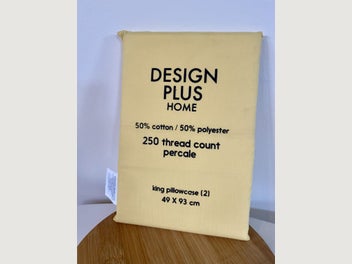 DESIGN
PLUS
HOME
50% cotton / 50% polyester
250 thread count
percale
king pillowcase (2)
49 X 93 cm